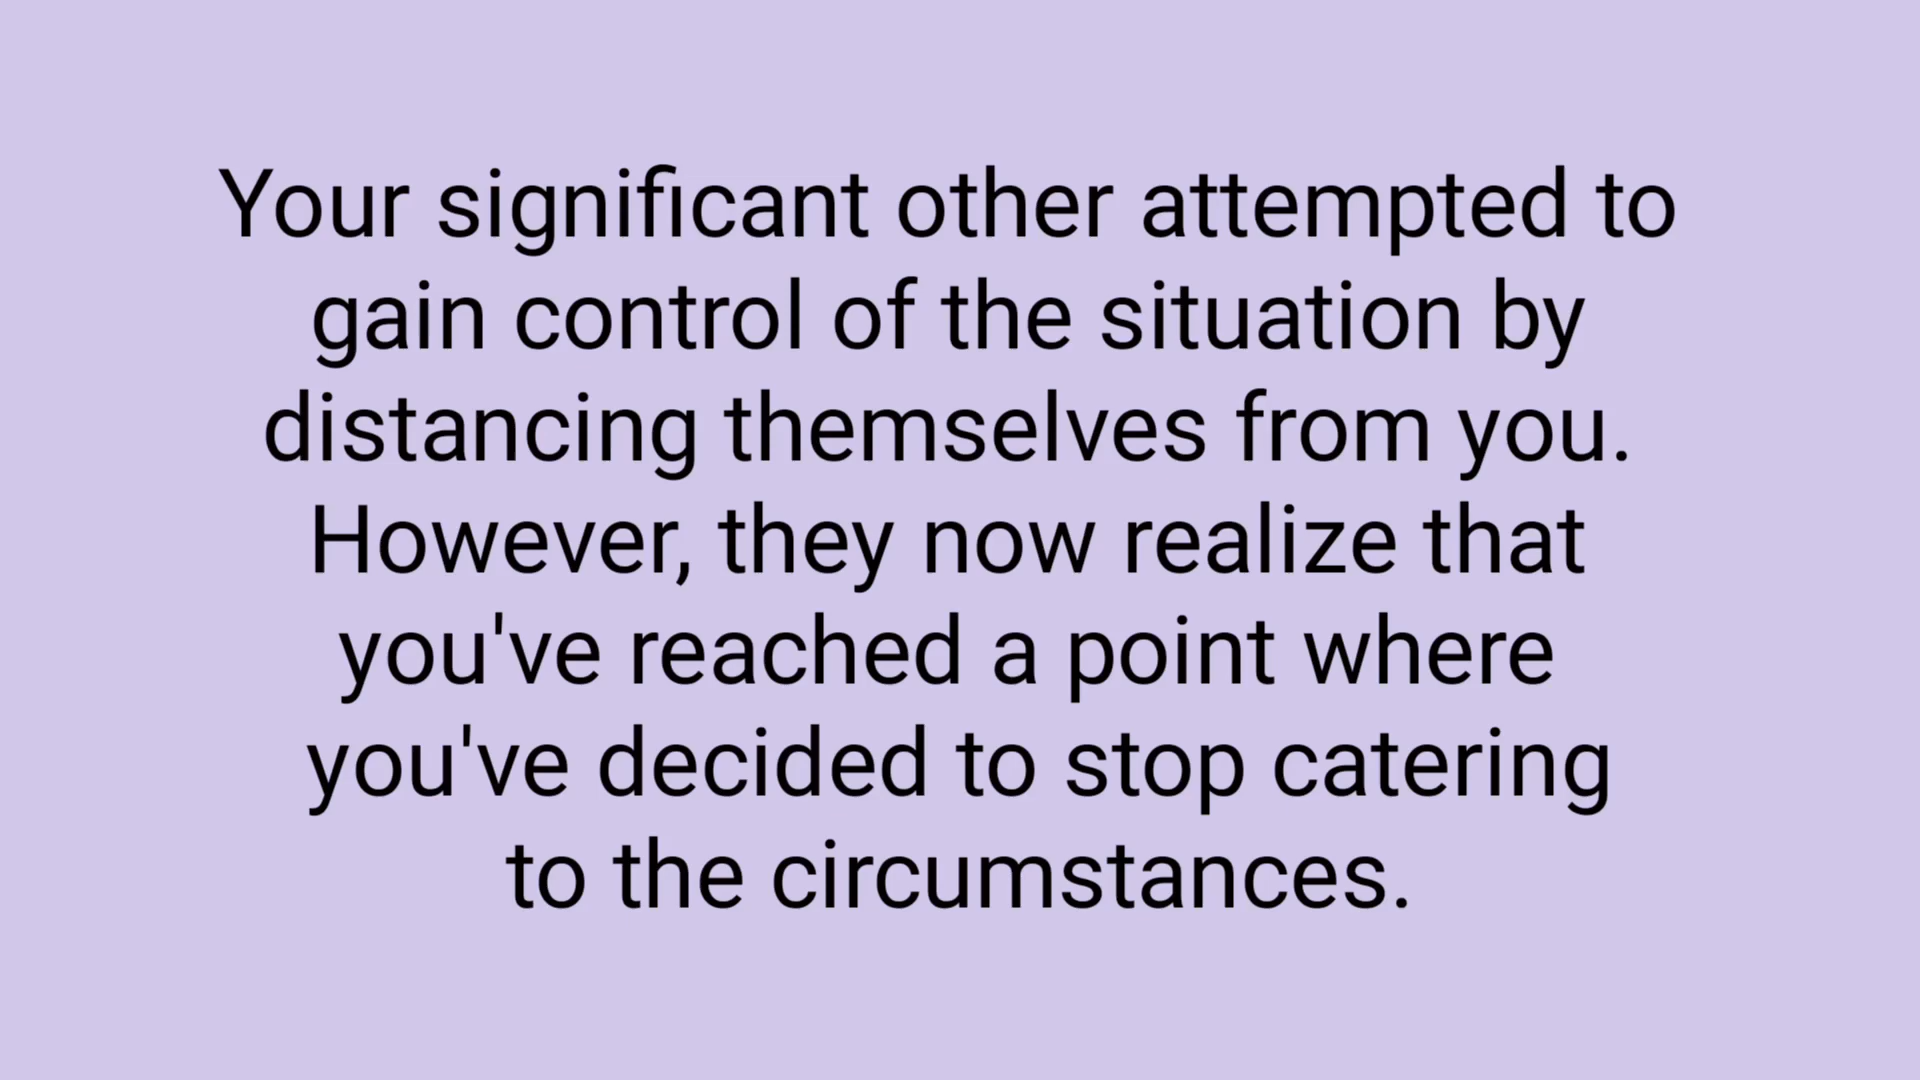 Your significant other attempted to
gain control of the situation by
distancing themselves from you.
However, they now realize that
you've reached a point where
you've decided to stop catering
to the circumstances.